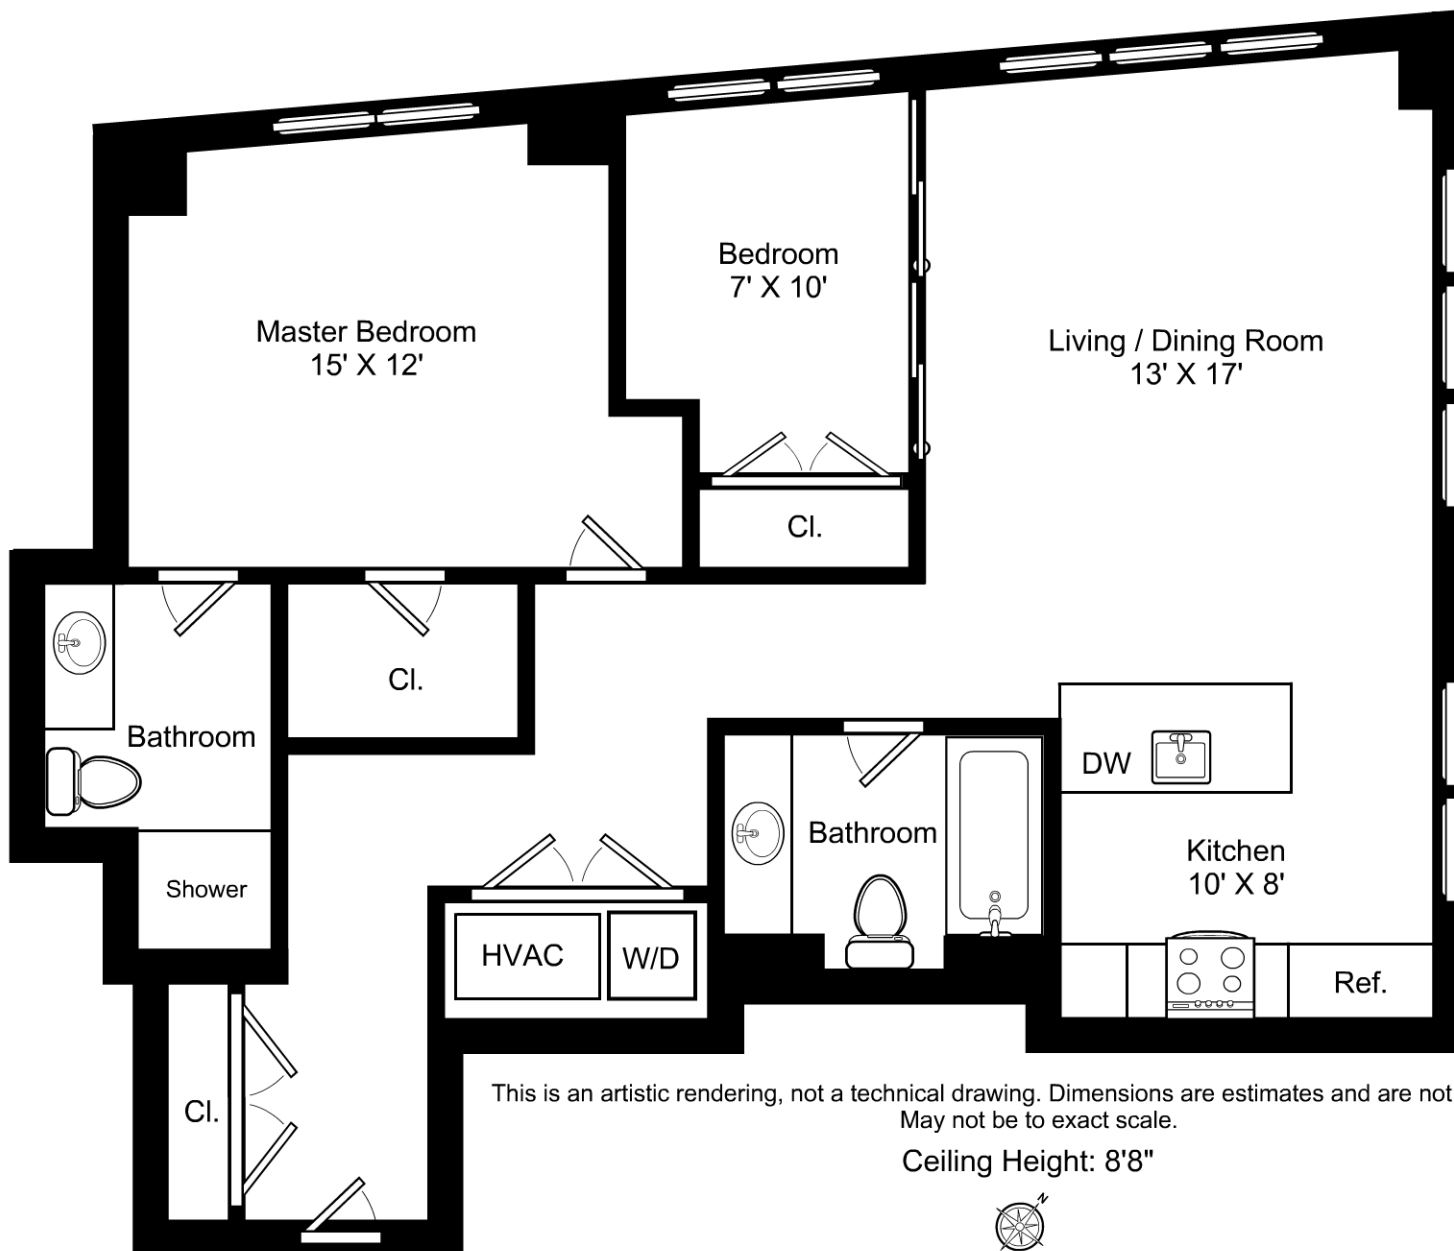 Bedroom
7' X 10'
Master Bedroom
15' X 12'
Living / Dining Room
13' X 17'
Cl.
Cl.
Bathroom
DW
Bathroom
Kitchen
10' X 8'
Shower
HVAC
W/D
Ref.
Cl.
This is an artistic rendering, not a technical drawing. Dimensions are estimates and are not
May not be to exact scale.
Ceiling Height: 8'8"
N